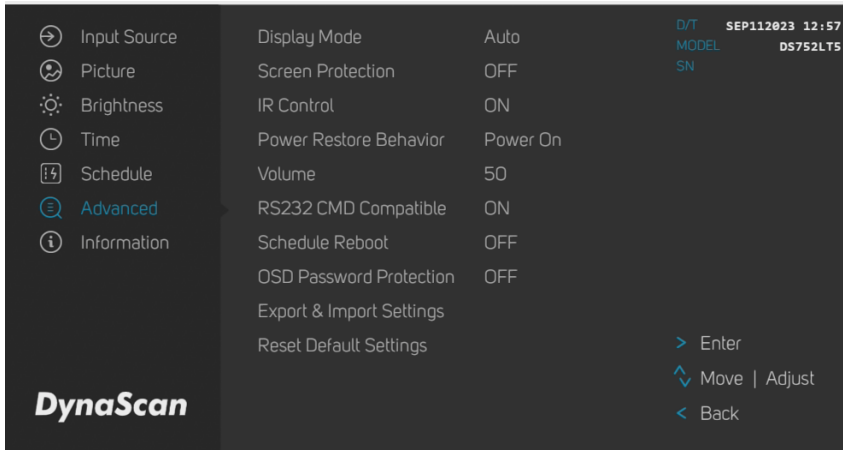 Input Source
Picture
Brightness
Time
Schedule
Advanced
Information
DynaScan
Display Mode Auto
Screen Protection OFF
IR Control ON
Power Restore Behavior Power On
Volume 50
RS232 CMD Compatible ON
Schedule Reboot OFF
OSD Password Protection OFF
Export & Import Settings
Reset Default Settings
D/T SEP112023 12:57
MODEL DS752LT5
SN
> Enter
Move | Adjust
< Back